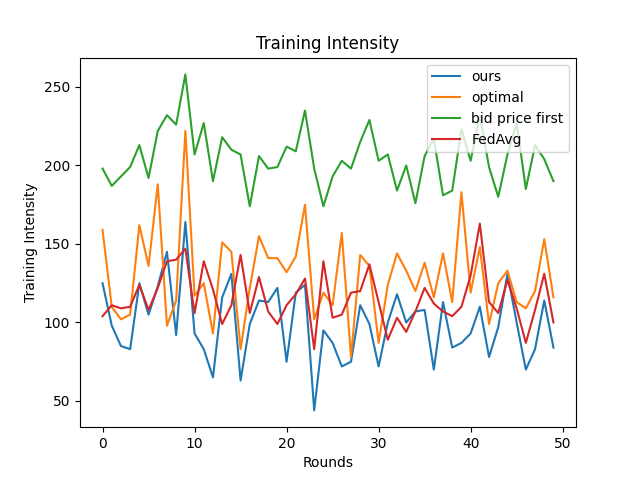 Training Intensity
ours
optimal
bid price first
FedAvg
Training Intensity
250
200
150
100
50
0
10
20
30
40
50
Rounds